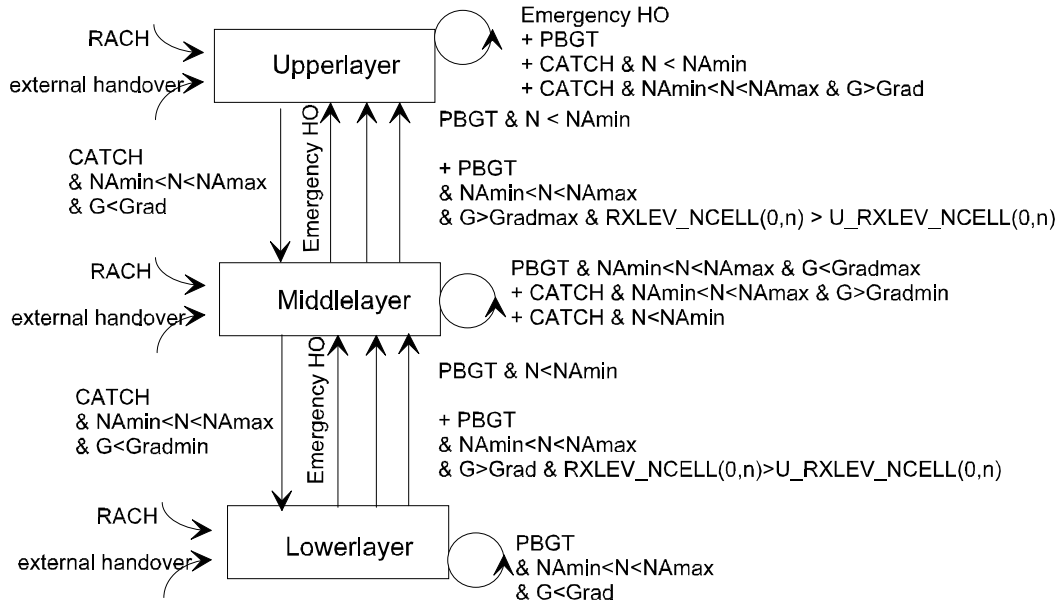 RACH
external handover
Upperlayer
Emergency HO
+ PBGT
+ CATCH & N < NAmin
+ CATCH & NAmin<N<NAmax & G>Grad
CATCH
& NAmin<N<NAmax
& G<Grad
Emergency HO
PBGT & N < NAmin
+ PBGT
& NAmin<N<NAmax
& G>Gradmax & RXLEV_NCELL(0,n) > U_RXLEV_NCELL(0,n)
RACH
external handover
Middlelayer
PBGT & NAmin<N<NAmax & G<Gradmax
+ CATCH & NAmin<N<NAmax & G>Gradmin
+ CATCH & N<NAmin
CATCH
& NAmin<N<NAmax
& G<Gradmin
Emergency HO
PBGT & N<NAmin
+ PBGT
& NAmin<N<NAmax
& G>Grad & RXLEV_NCELL(0,n)>U_RXLEV_NCELL(0,n)
RACH
external handover
Lowerlayer
PBGT
& NAmin<N<NAmax
& G<Grad